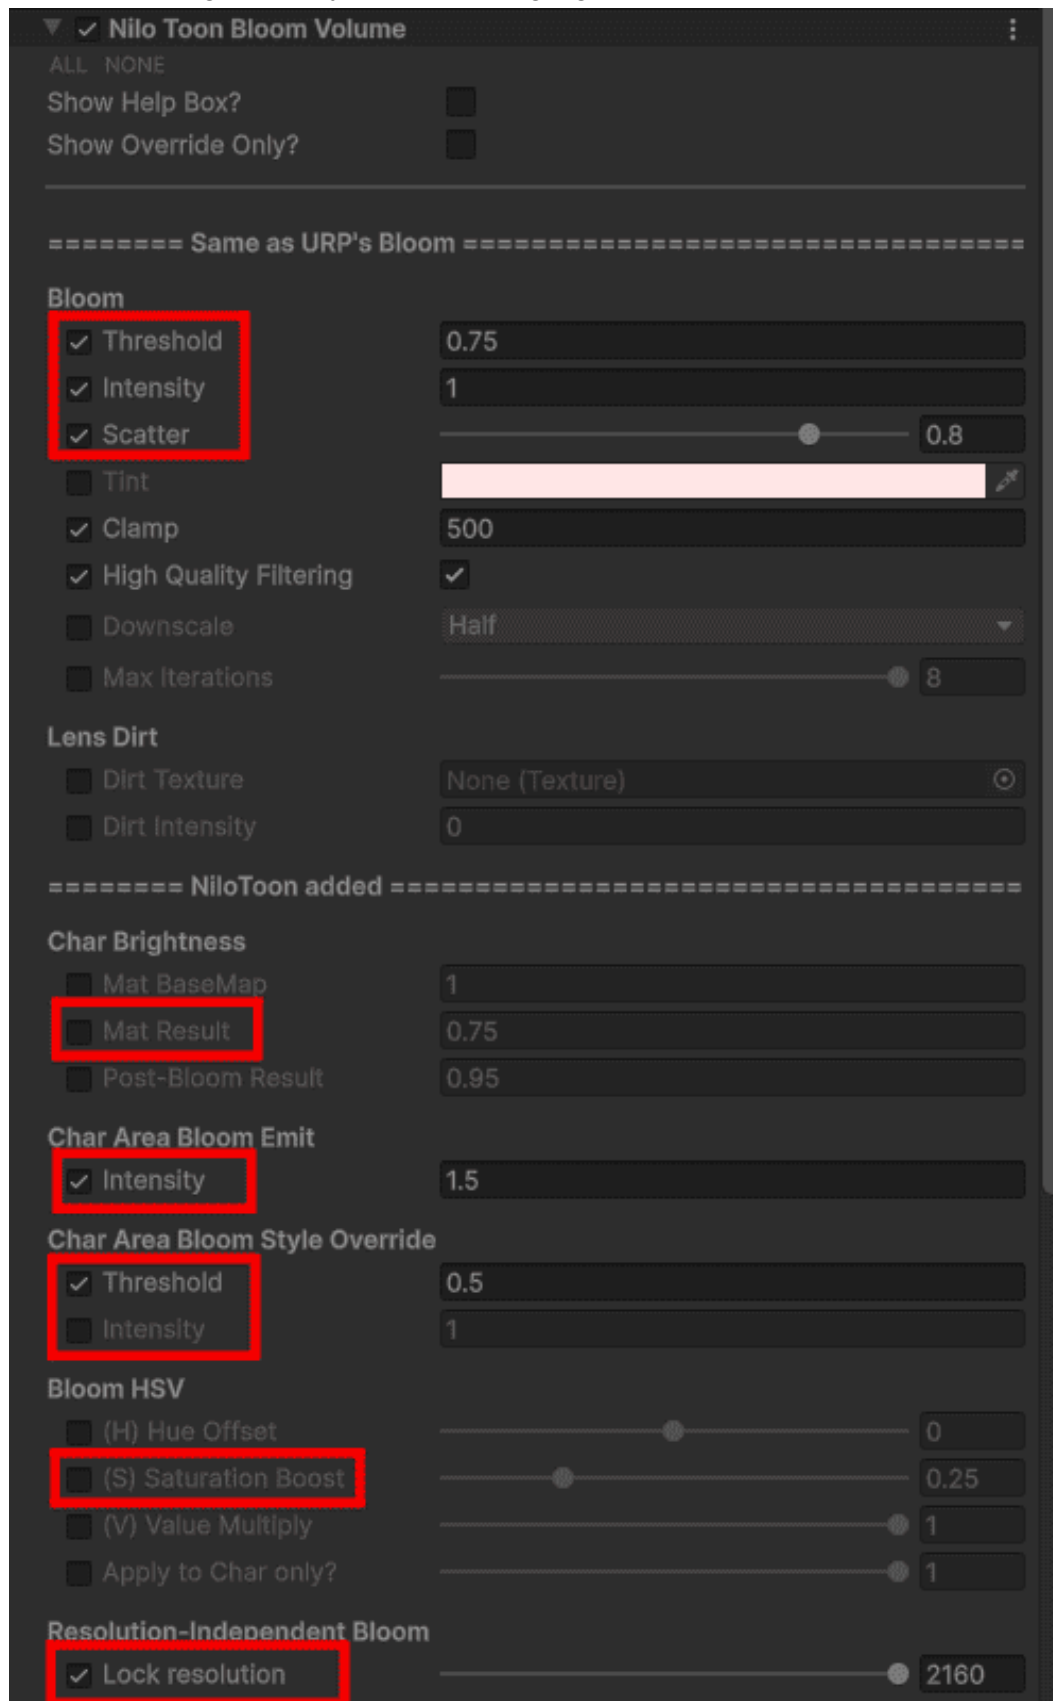 Nilo Toon Bloom Volume
ALL NONE
Show Help Box?
Show Override Only?
======== Same as URP's Bloom =================================
Bloom
Threshold 0.75
Intensity 1
Scatter 0.8
Tint
Clamp 500
High Quality Filtering
Downscale Half
Max Iterations 8
Lens Dirt
Dirt Texture None (Texture)
Dirt Intensity 0
======== NiloToon added =====================================
Char Brightness
Mat BaseMap 1
Mat Result 0.75
Post-Bloom Result 0.95
Char Area Bloom Emit
Intensity 1.5
Char Area Bloom Style Override
Threshold 0.5
Intensity 1
Bloom HSV
(H) Hue Offset 0
(S) Saturation Boost 0.25
(V) Value Multiply 1
Apply to Char only? 1
Resolution-Independent Bloom
Lock resolution 2160